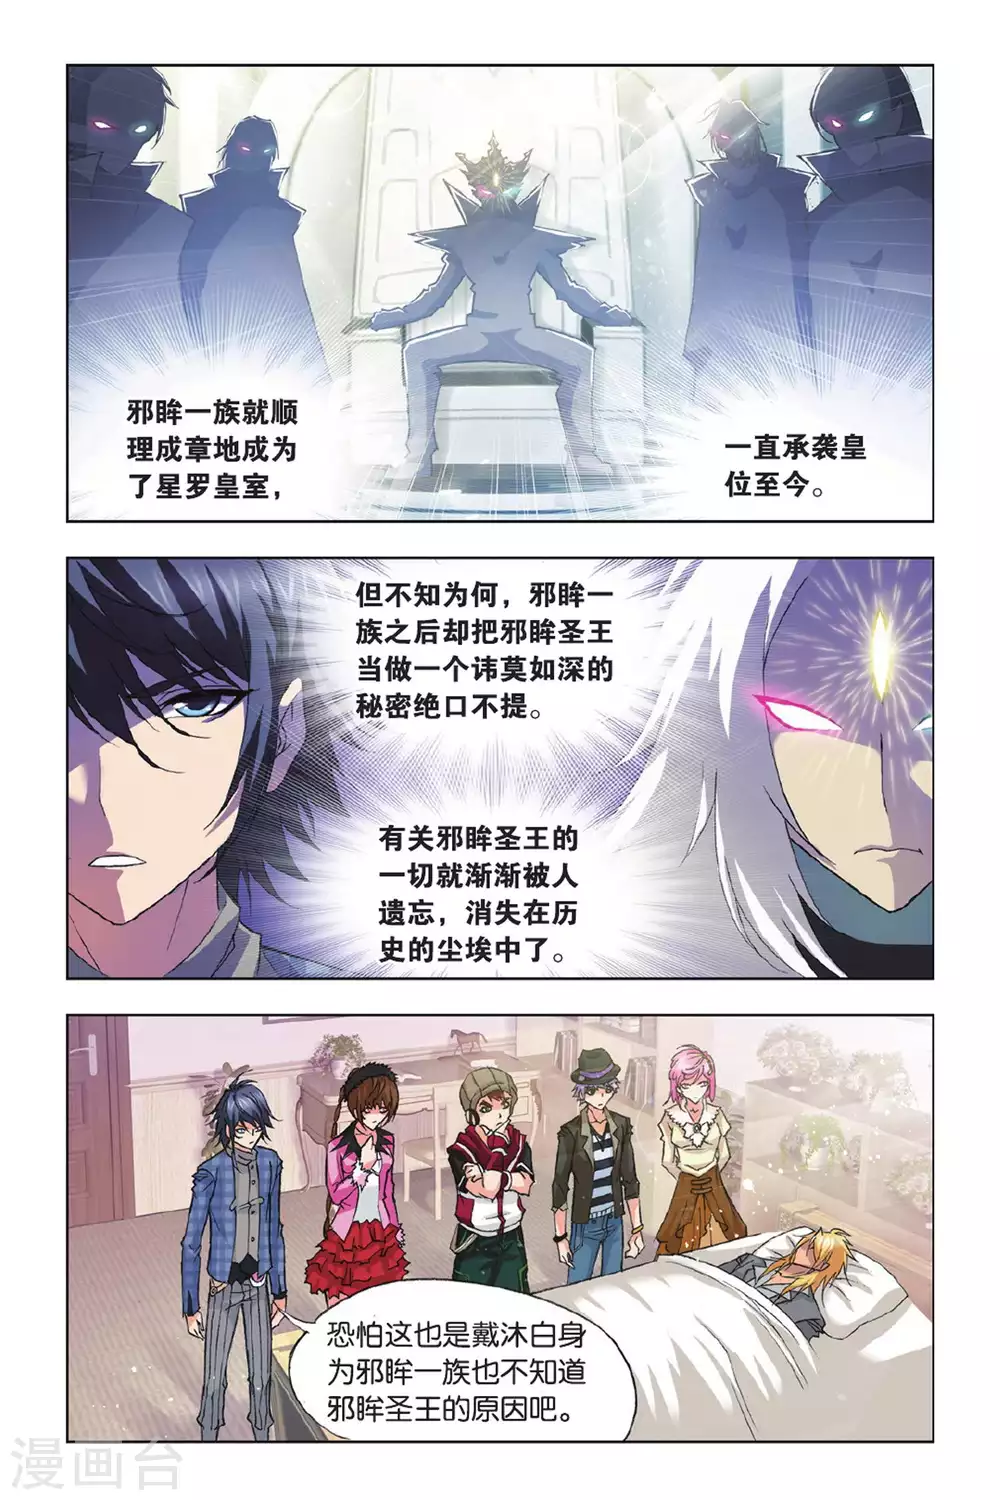 邪眸一族就顺
理成章地成为
了星罗皇室，
一直承袭皇
位至今。
但不知为何，邪眸一
族之后却把邪眸圣王
当做一个讳莫如深的
秘密绝口不提。
有关邪眸圣王的
一切就渐渐被人
遗忘，消失在历
史的尘埃中了。
恐怕这也是戴沐白身
为邪眸一族也不知道
邪眸圣王的原因吧。
漫画台